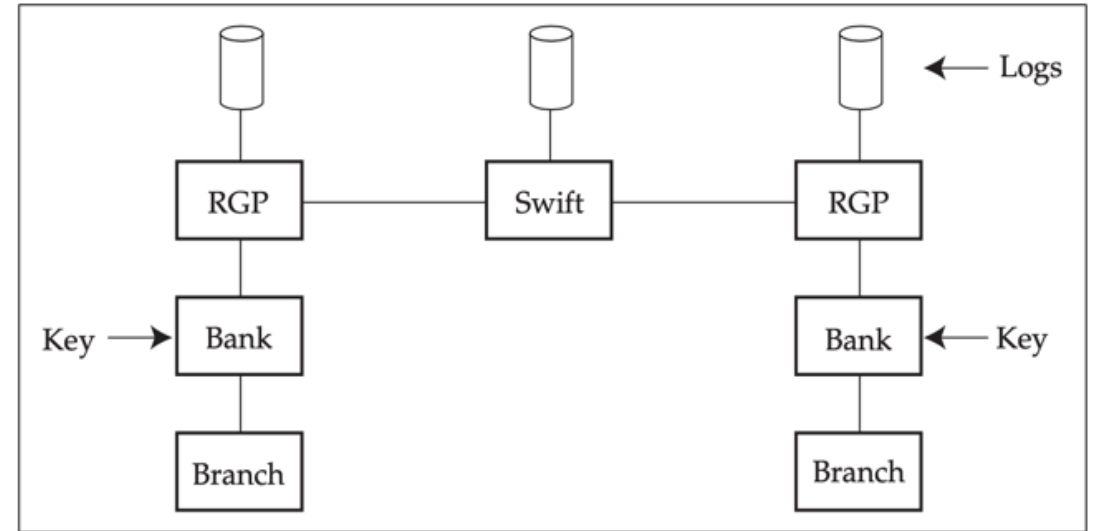 Logs
RGP
Swift
RGP
Key
Bank
Bank
Key
Branch
Branch